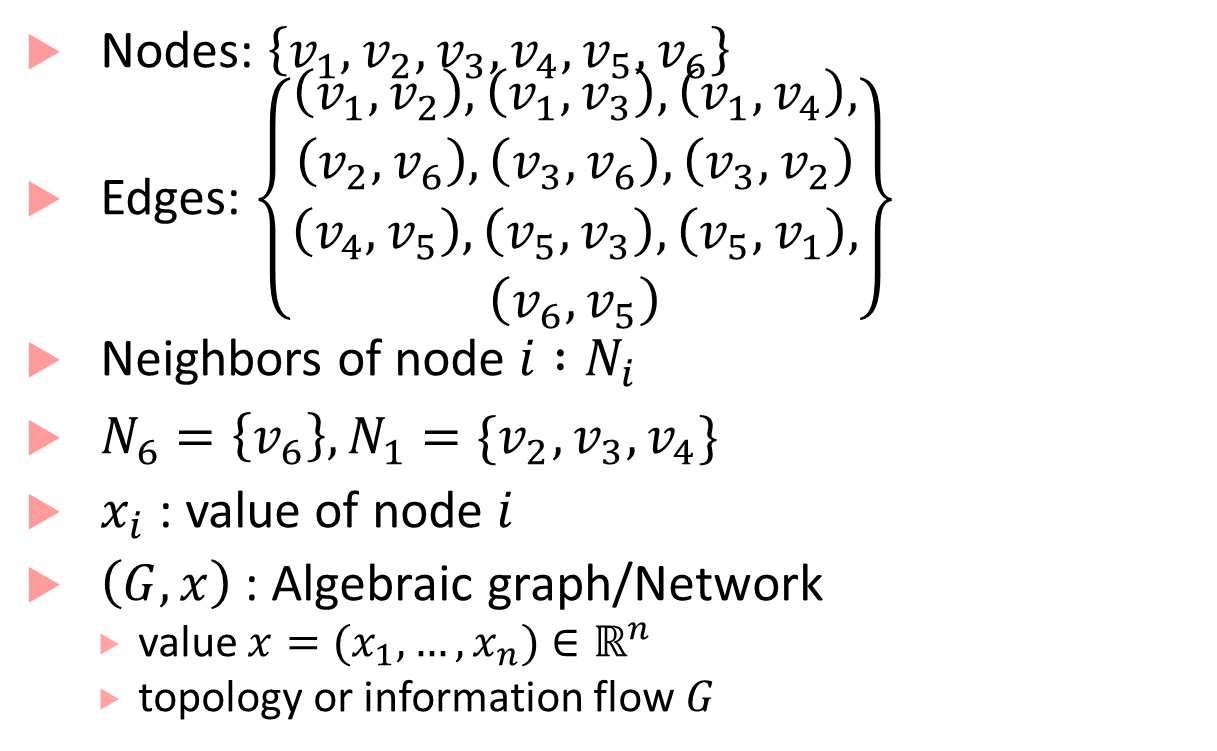 Nodes: {v₁, v₂, v₃, v₄, v₅, v₆}
Edges: {(v₁, v₂), (v₁, v₃), (v₁, v₄),
(v₂, v₆), (v₃, v₆), (v₃, v₂)
(v₄, v₅), (v₅, v₃), (v₅, v₁),
(v₆, v₅)}
Neighbors of node i : Nᵢ
N₆ = {v₆}, N₁ = {v₂, v₃, v₄}
xᵢ : value of node i
(G, x) : Algebraic graph/Network
value x = (x₁, … , xₙ) ∈ ℝⁿ
topology or information flow G